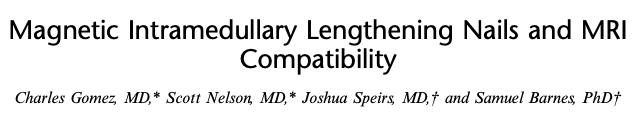 Magnetic Intramedullary Lengthening Nails and MRI
Compatibility
Charles Gomez, MD,* Scott Nelson, MD,* Joshua Speirs, MD,† and Samuel Barnes, PhD†